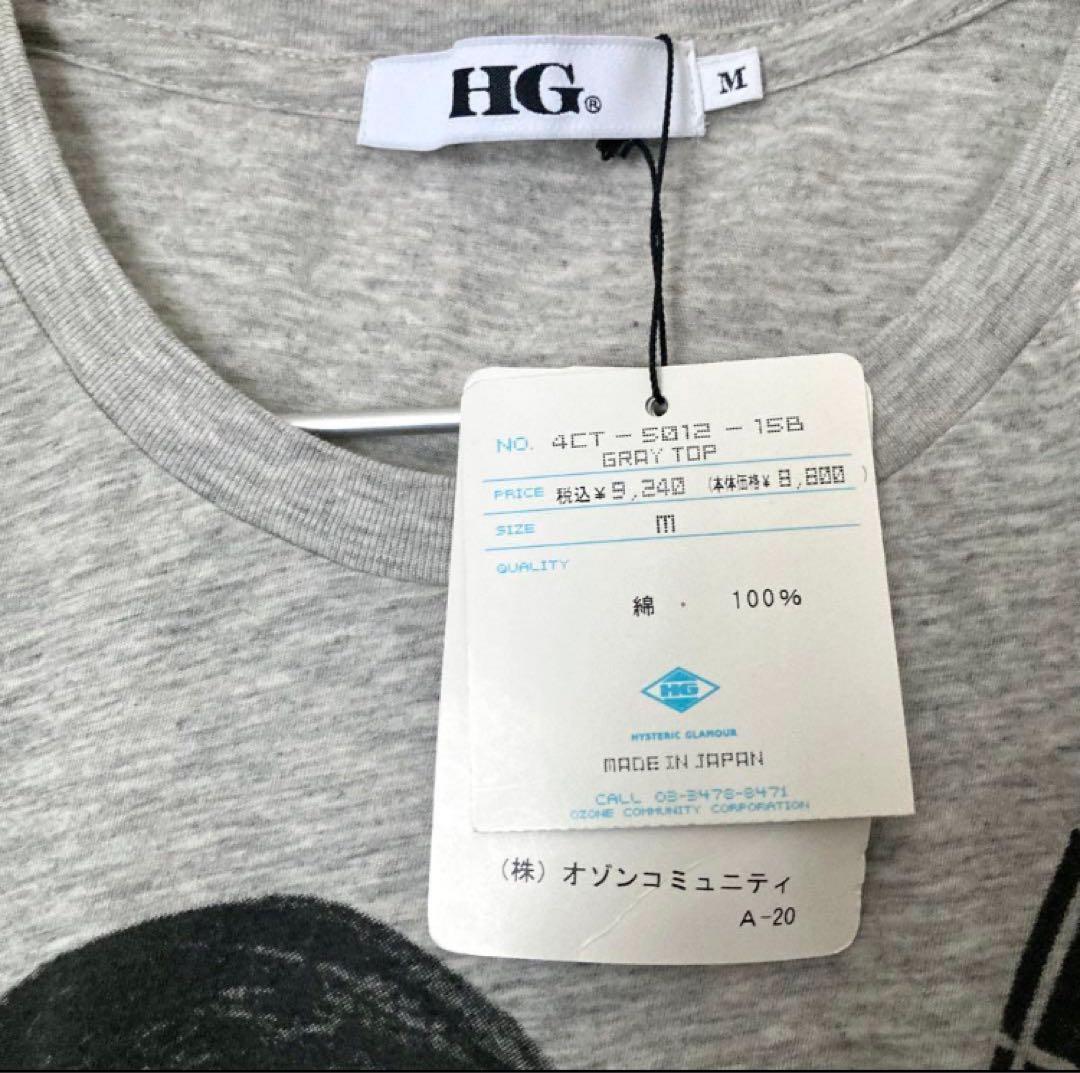 HG®
M
NO. 4CT-5012-15B
GRAY TOP
PRICE 税込¥9,240 (本体価格¥ 8,800 )
SIZE m
QUALITY
綿 · 100%
HG
HYSTERIC GLAMOUR
MADE IN JAPAN
CALL 03-3478-8471
OZONE COMMUNITY CORPORATION
(株)オゾンコミュニティ
A-20